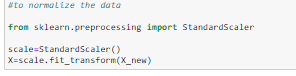 #to normalize the data
from sklearn.preprocessing import StandardScaler
scale=StandardScaler()
X=scale.fit_transform(X_new)